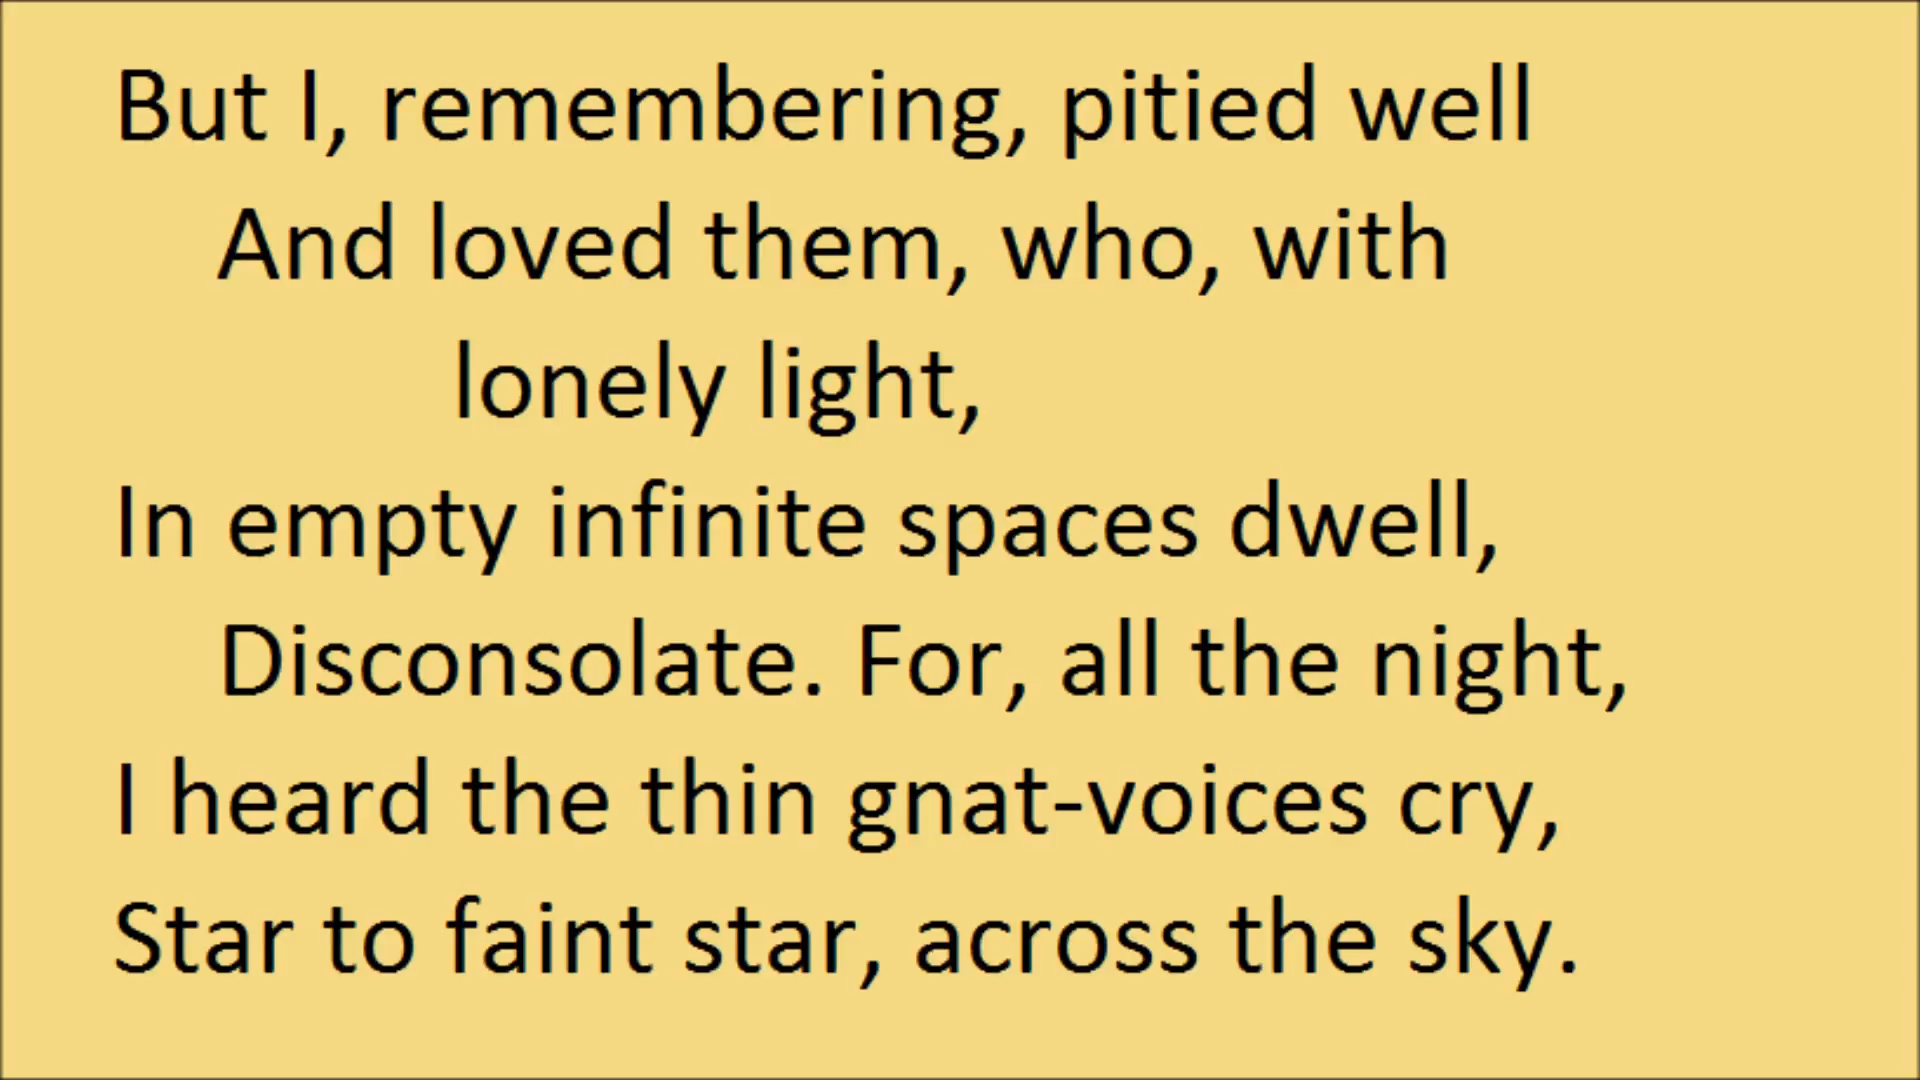 But I, remembering, pitied well
And loved them, who, with
lonely light,
In empty infinite spaces dwell,
Disconsolate. For, all the night,
I heard the thin gnat-voices cry,
Star to faint star, across the sky.